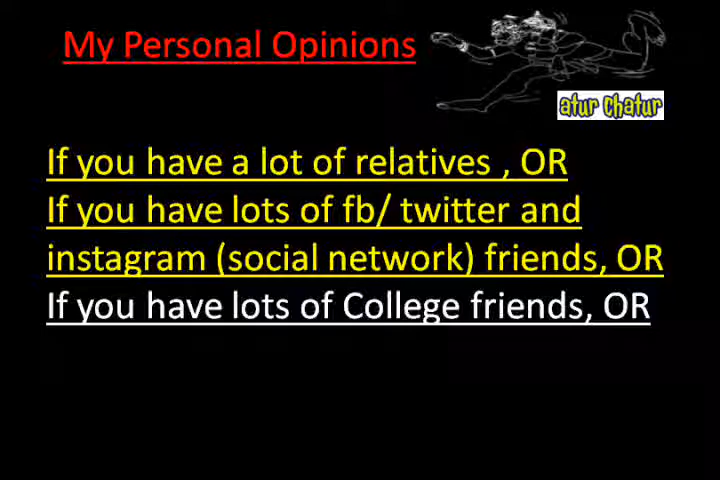 My Personal Opinions
atur chatur
If you have a lot of relatives , OR
If you have lots of fb/ twitter and
instagram (social network) friends, OR
If you have lots of College friends, OR